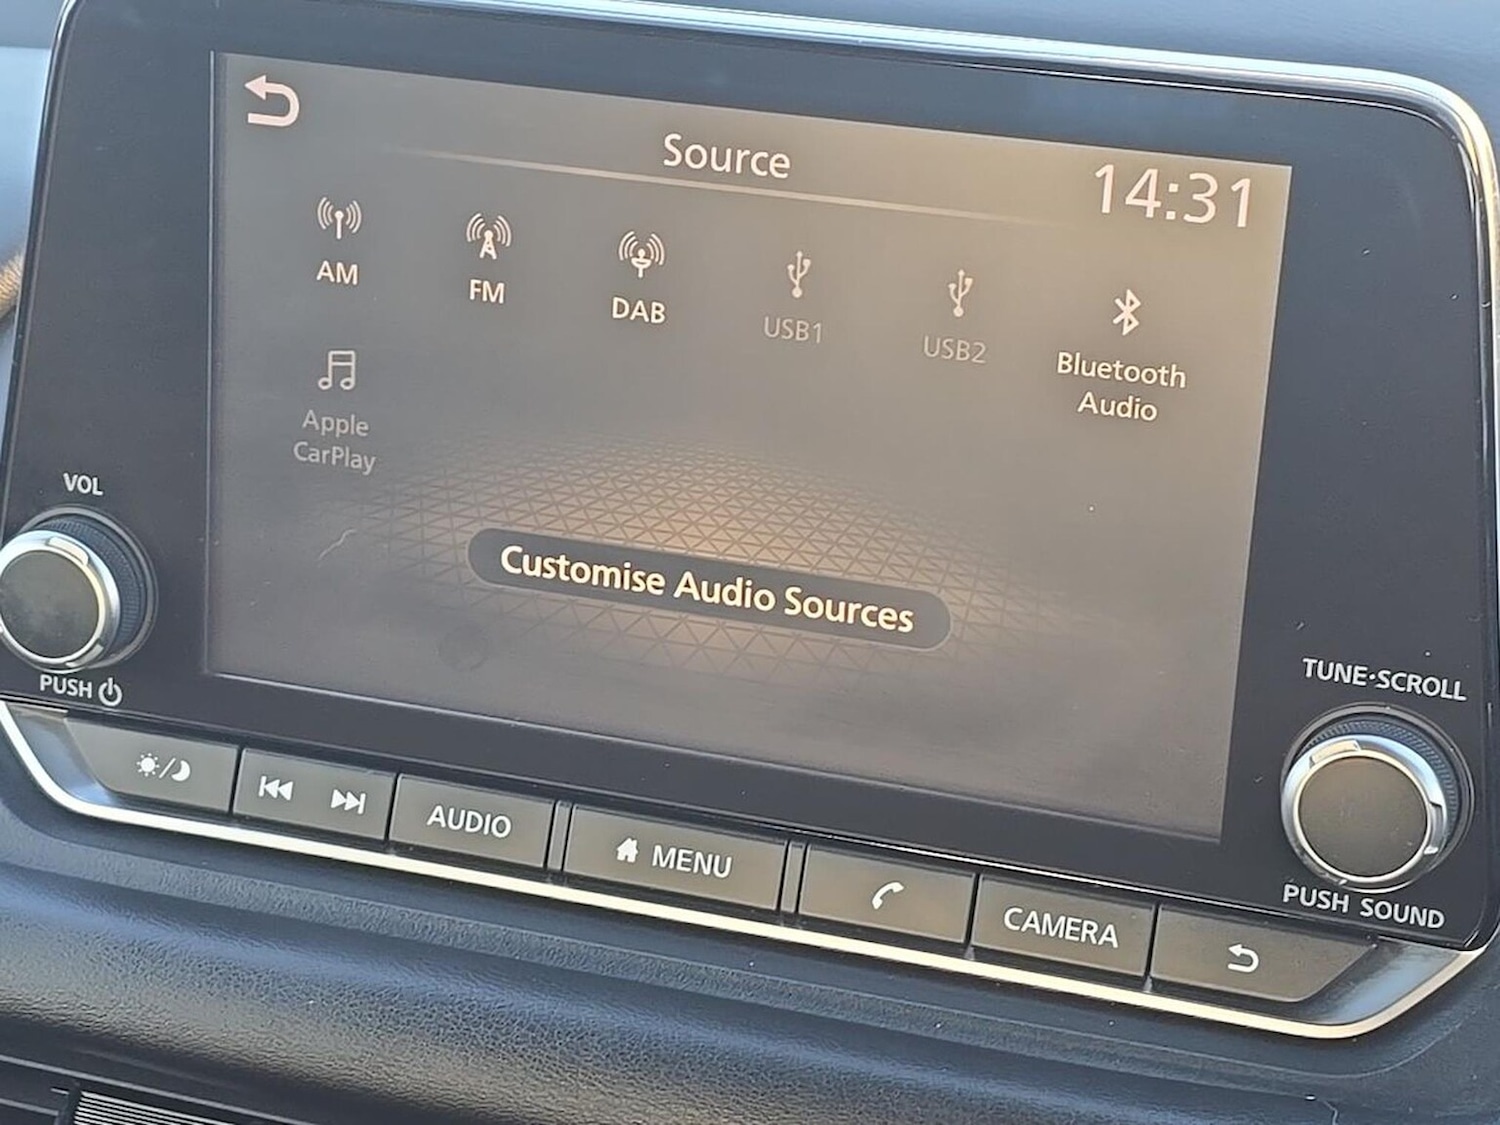 Source
14:31
AM
FM
DAB
USB1
USB2
Bluetooth
Audio
Apple
CarPlay
Customise Audio Sources
VOL
PUSH
TUNE·SCROLL
PUSH SOUND
AUDIO
MENU
CAMERA